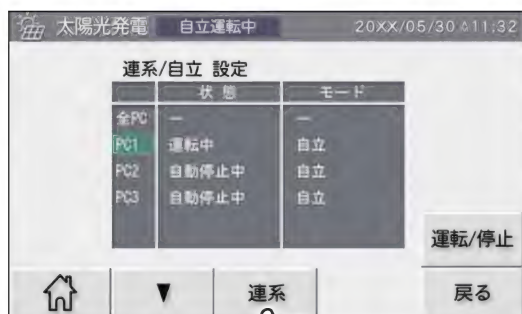 太陽光発電 自立運転中 20XX/05/30 11:32
連系/自立 設定
状態 モード
全PC — —
PC1 運転中 自立
PC2 自動停止中 自立
PC3 自動停止中 自立
運転/停止
▼ 連系 戻る